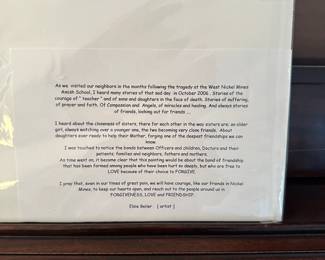 As we visited our neighbors in the months following the tragedy at the West Nickel Mines
Amish School, I heard many stories of that sad day in October 2006. Stories of the
courage of " teacher " and of sons and daughters in the face of death. Stories of suffering,
of prayer and faith. Of Compassion and Angels, of miracles and healing. And always stories
of friends, looking out for friends ...
I heard about the closeness of sisters, there for each other in the way sisters are; an older
girl, always watching over a younger one, the two becoming very close friends. About
daughters ever ready to help their Mother, forging one of the deepest friendships we can
know.
I was touched to notice the bonds between Officers and children, Doctors and their
patients; families and neighbors, fathers and mothers.
As time went on, it became clear that this painting would be about the bond of friendship
that has been formed among people who have been hurt so deeply, but who are free to
LOVE because of their choice to FORGIVE.
I pray that, even in our times of great pain, we will have courage, like our friends in Nickel
Mines, to keep our hearts open, and reach out to the people around us in
FORGIVENESS, LOVE and FRIENDSHIP.
Elsie Beiler [ artist ]